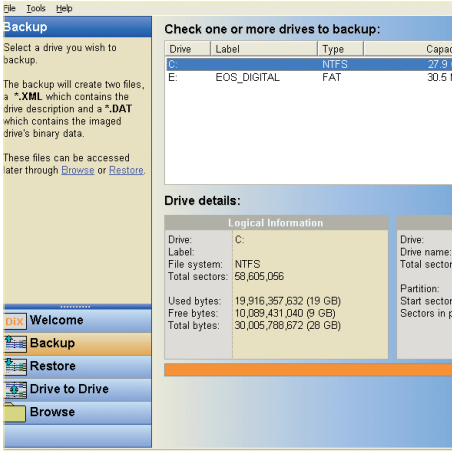 File Tools Help
Backup
Select a drive you wish to
backup.
The backup will create two files,
a *.XML which contains the
drive description and a *.DAT
which contains the imaged
drive's binary data.
These files can be accessed
later through Browse or Restore.
DiX Welcome
Backup
Restore
Drive to Drive
Browse
Check one or more drives to backup:
Drive Label Type Capac
C: NTFS 27.9
E: EOS_DIGITAL FAT 30.5
Drive details:
Logical Information
Drive: C:
Label:
File system: NTFS
Total sectors: 58,605,056
Used bytes: 19,916,357,632 (19 GB)
Free bytes: 10,089,431,040 (9 GB)
Total bytes: 30,005,788,672 (28 GB)
Drive:
Drive name:
Total sector
Partition:
Start sector
Sectors in p